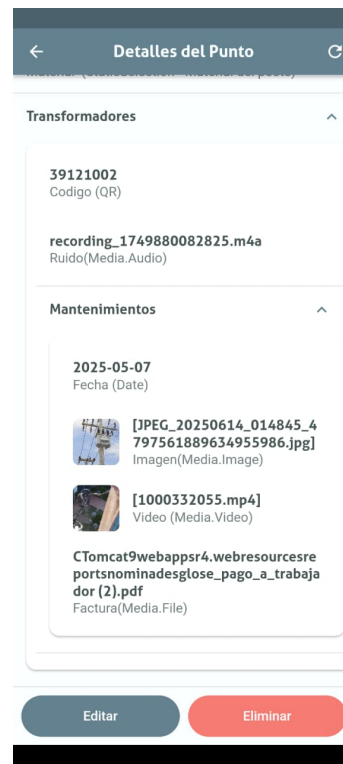 Detalles del Punto
Transformadores
39121002
Codigo (QR)
recording_1749880082825.m4a
Ruido(Media.Audio)
Mantenimientos
2025-05-07
Fecha (Date)
[JPEG_20250614_014845_4
797561889634955986.jpg]
Imagen(Media.Image)
[1000332055.mp4]
Video (Media.Video)
CTomcat9webappsr4.webresourcesre
portsnominadesglose_pago_a_trabaja
dor (2).pdf
Factura(Media.File)
Editar
Eliminar